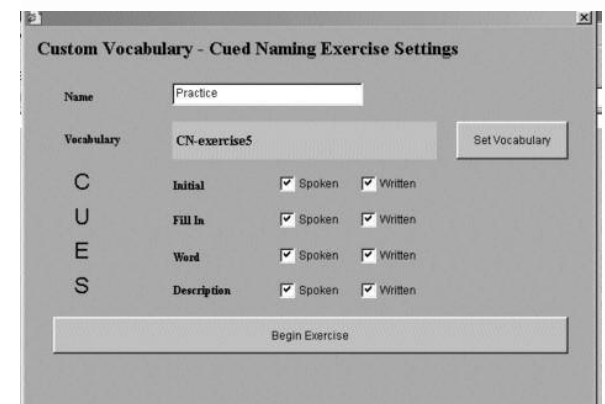 Custom Vocabulary - Cued Naming Exercise Settings
Name Practice
Vocabulary CN-exercise5 Set Vocabulary
C Initial Spoken Written
U Fill In Spoken Written
E Word Spoken Written
S Description Spoken Written
Begin Exercise